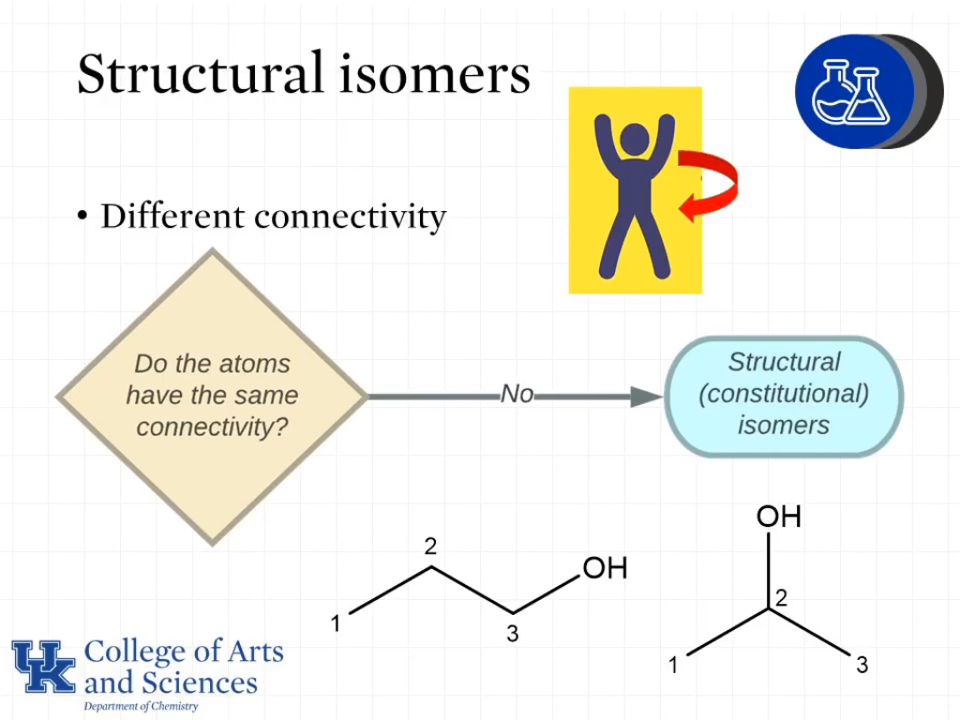 Structural isomers
• Different connectivity
Do the atoms
have the same
connectivity?
No
Structural
(constitutional)
isomers
1
2
3
OH
OH
2
1
3
UK
College of Arts
and Sciences
Department of Chemistry